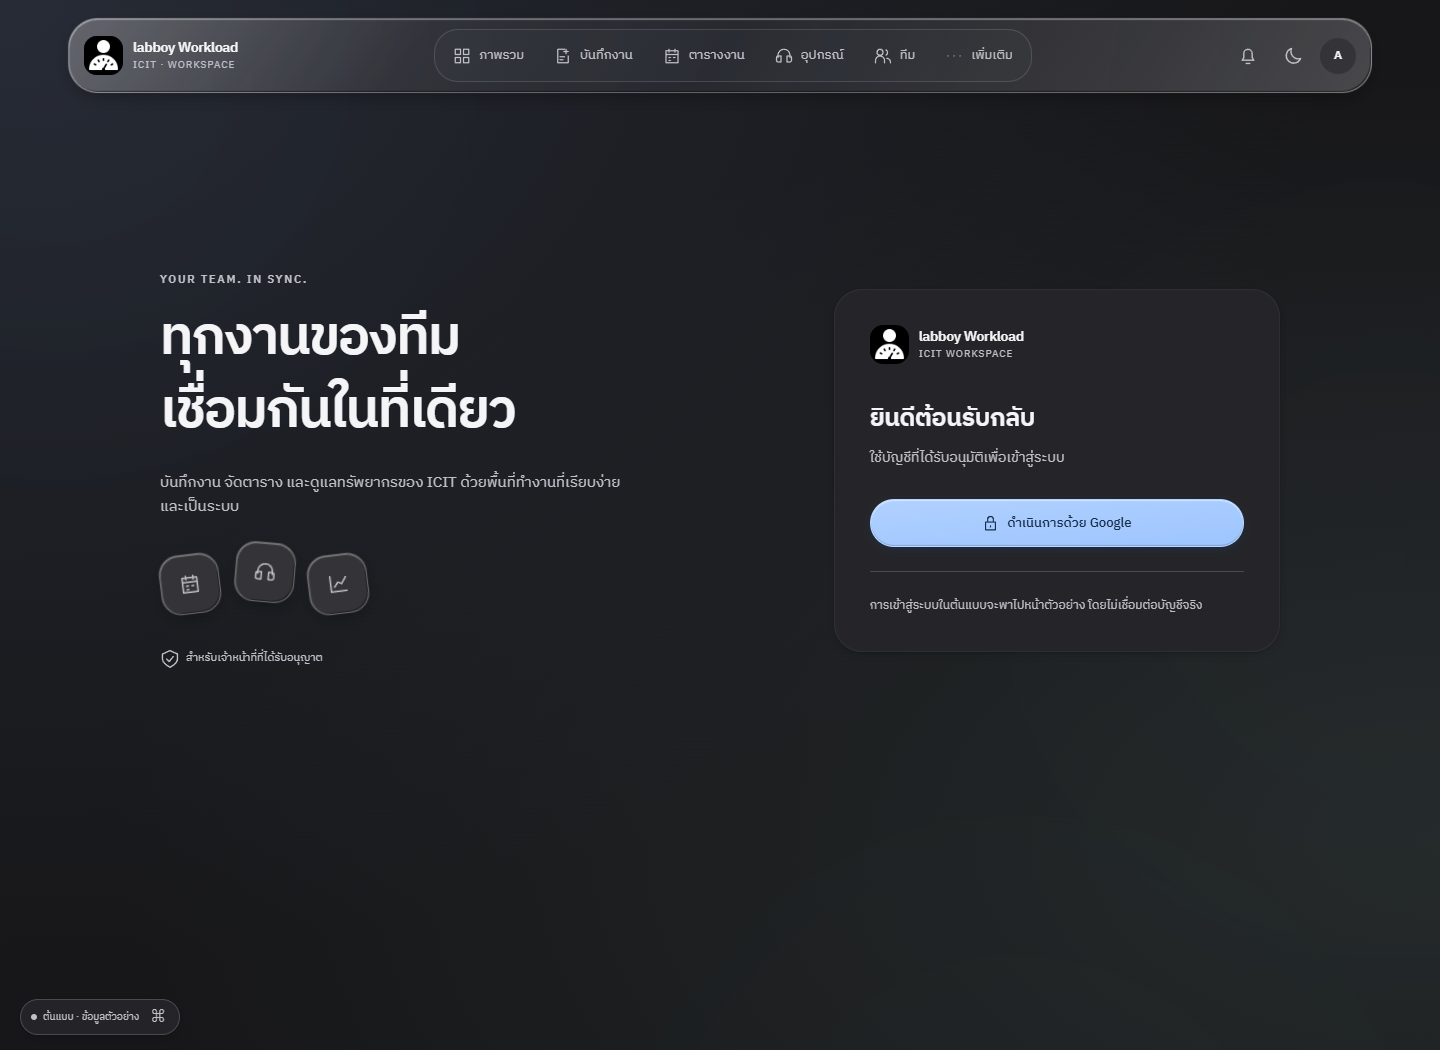 labboy Workload
ICIT · WORKSPACE
ภาพรวม
บันทึกงาน
ตารางงาน
อุปกรณ์
ทีม
เพิ่มเติม
A
YOUR TEAM. IN SYNC.
ทุกงานของทีม
เชื่อมกันในที่เดียว
บันทึกงาน จัดตาราง และดูแลทรัพยากรของ ICIT ด้วยพื้นที่ทำงานที่เรียบง่าย
และเป็นระบบ
สำหรับเจ้าหน้าที่ที่ได้รับอนุญาต
labboy Workload
ICIT WORKSPACE
ยินดีต้อนรับกลับ
ใช้บัญชีที่ได้รับอนุมัติเพื่อเข้าสู่ระบบ
ดำเนินการด้วย Google
การเข้าสู่ระบบในต้นแบบจะพาไปหน้าตัวอย่าง โดยไม่เชื่อมต่อบัญชีจริง
ต้นแบบ · ข้อมูลตัวอย่าง ⌘